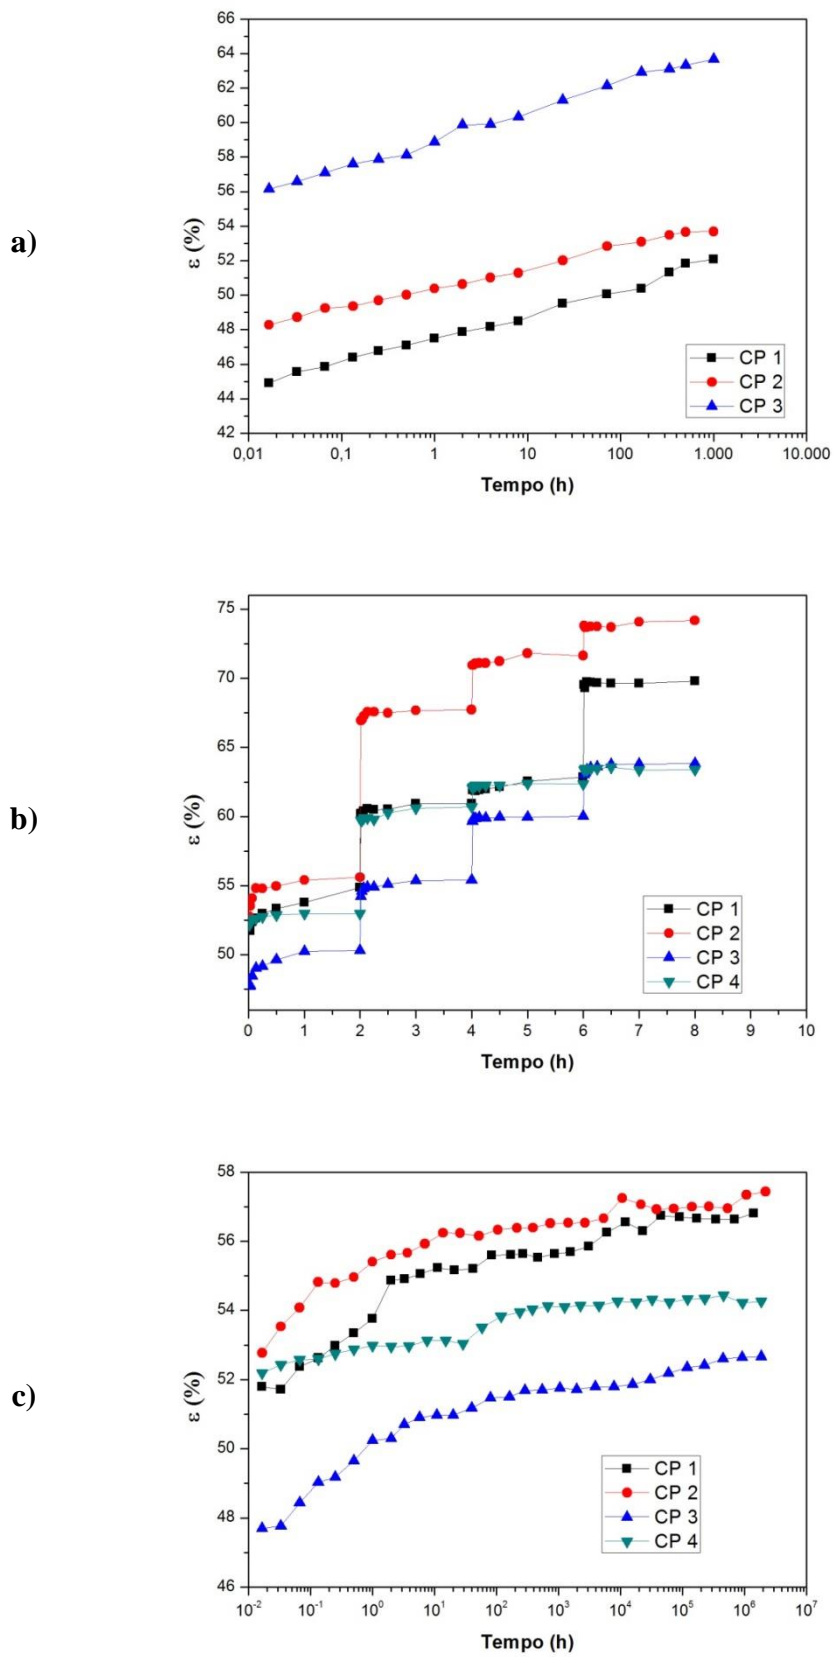 a)
ε (%)
66
64
62
60
58
56
54
52
50
48
46
44
42
0,01 0,1 1 10 100 1.000 10.000
Tempo (h)
CP 1
CP 2
CP 3
b)
ε (%)
75
70
65
60
55
50
0 1 2 3 4 5 6 7 8 9 10
Tempo (h)
CP 1
CP 2
CP 3
CP 4
c)
ε (%)
58
56
54
52
50
48
46
10⁻² 10⁻¹ 10⁰ 10¹ 10² 10³ 10⁴ 10⁵ 10⁶ 10⁷
Tempo (h)
CP 1
CP 2
CP 3
CP 4